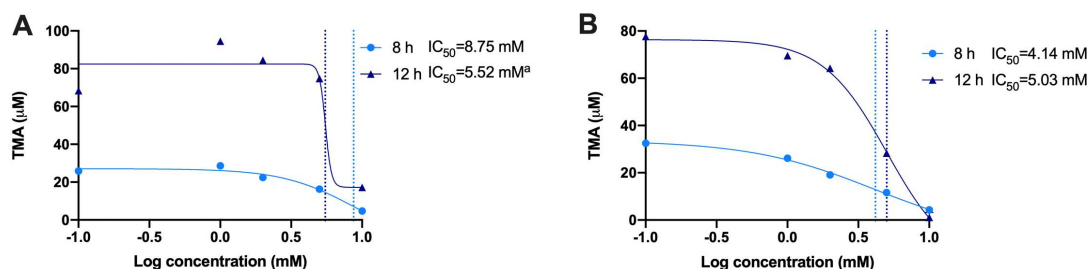 A
100
80
60
40
20
0
TMA (μM)
-1.0 -0.5 0.0 0.5 1.0
Log concentration (mM)
8 h IC50=8.75 mM
12 h IC50=5.52 mMa
B
80
60
40
20
0
TMA (μM)
-1.0 -0.5 0.0 0.5 1.0
Log concentration (mM)
8 h IC50=4.14 mM
12 h IC50=5.03 mM